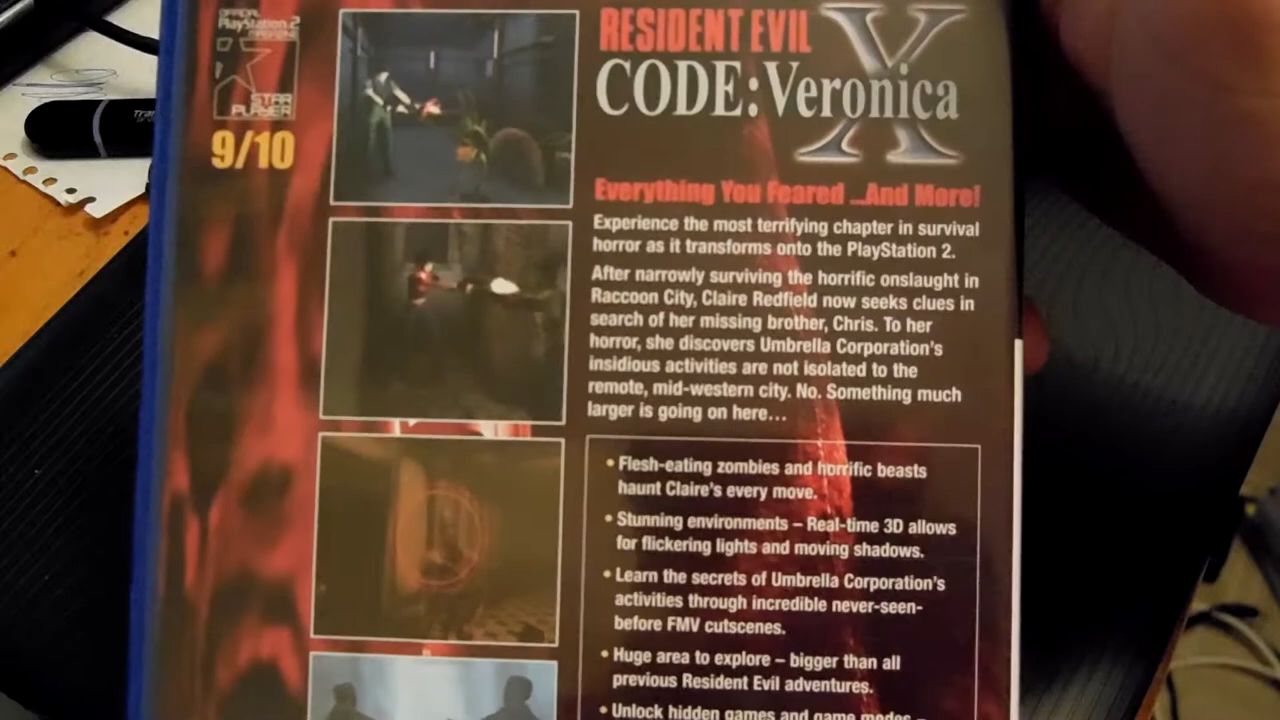 OFFICIAL
PlayStation.2
MAGAZINE
STAR
PLAYER
9/10
RESIDENT EVIL
CODE:Veronica X
Everything You Feared ...And More!
Experience the most terrifying chapter in survival
horror as it transforms onto the PlayStation 2.
After narrowly surviving the horrific onslaught in
Raccoon City, Claire Redfield now seeks clues in
search of her missing brother, Chris. To her
horror, she discovers Umbrella Corporation's
insidious activities are not isolated to the
remote, mid-western city. No. Something much
larger is going on here...
• Flesh-eating zombies and horrific beasts
haunt Claire's every move.
• Stunning environments – Real-time 3D allows
for flickering lights and moving shadows.
• Learn the secrets of Umbrella Corporation's
activities through incredible never-seen-
before FMV cutscenes.
• Huge area to explore – bigger than all
previous Resident Evil adventures.
• Unlock hidden games and game modes –